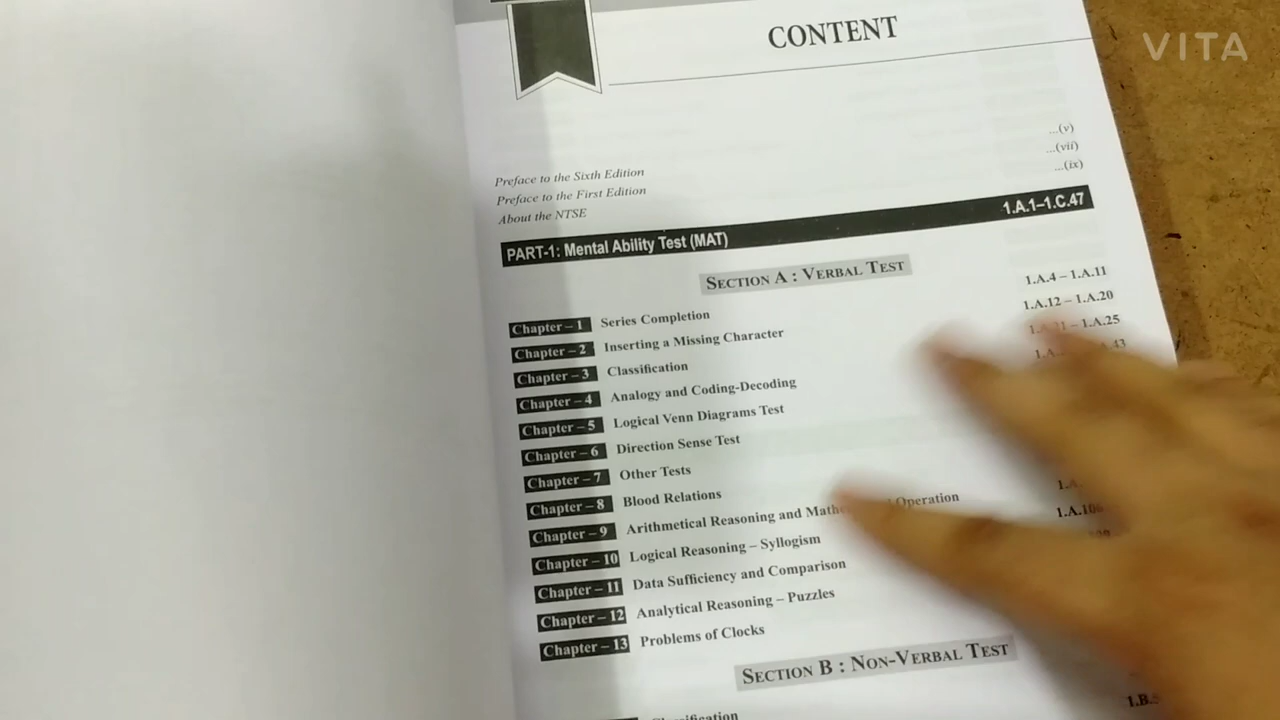 VITA
CONTENT
...(v)
...(vii)
...(ix)
Preface to the Sixth Edition
Preface to the First Edition
About the NTSE
PART-1: Mental Ability Test (MAT) 1.A.1–1.C.47
SECTION A : VERBAL TEST
Chapter – 1 Series Completion 1.A.4 – 1.A.11
Chapter – 2 Inserting a Missing Character 1.A.12 – 1.A.20
Chapter – 3 Classification – 1.A.25
Chapter – 4 Analogy and Coding-Decoding
Chapter – 5 Logical Venn Diagrams Test
Chapter – 6 Direction Sense Test
Chapter – 7 Other Tests
Chapter – 8 Blood Relations
Chapter – 9 Arithmetical Reasoning and Operation
Chapter – 10 Logical Reasoning – Syllogism
Chapter – 11 Data Sufficiency and Comparison
Chapter – 12 Analytical Reasoning – Puzzles
Chapter – 13 Problems of Clocks
SECTION B : NON-VERBAL TEST